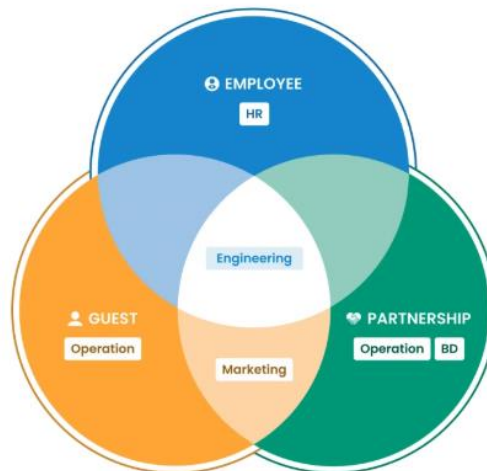 EMPLOYEE
HR
Engineering
GUEST
Operation
Marketing
PARTNERSHIP
Operation BD